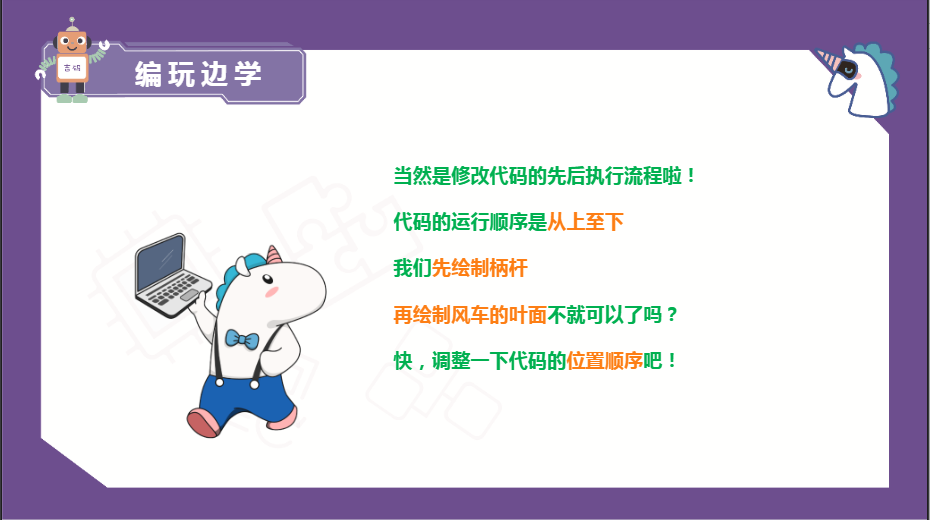 编玩边学
当然是修改代码的先后执行流程啦！
代码的运行顺序是从上至下
我们先绘制柄杆
再绘制风车的叶面不就可以了吗？
快，调整一下代码的位置顺序吧！